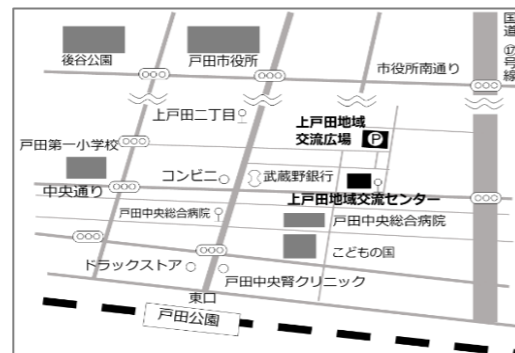 国道⑰号線
後谷公園
戸田市役所
市役所南通り
上戸田二丁目
上戸田地域
交流広場
P
戸田第一小学校
コンビニ
武蔵野銀行
中央通り
上戸田地域交流センター
戸田中央総合病院
戸田中央総合病院
こどもの国
ドラックストア
戸田中央腎クリニック
東口
戸田公園